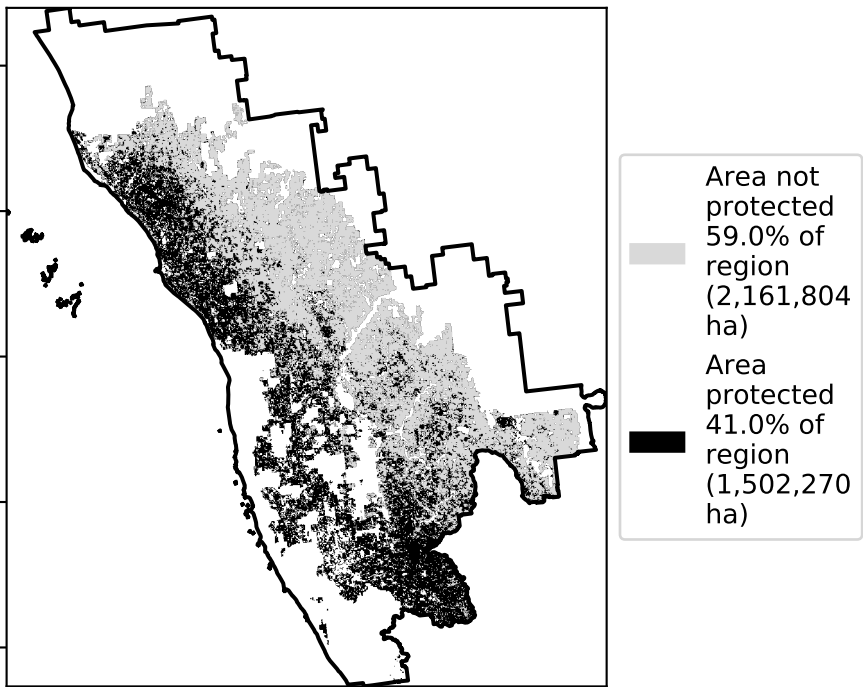 Area not
protected
59.0% of
region
(2,161,804
ha)
Area
protected
41.0% of
region
(1,502,270
ha)